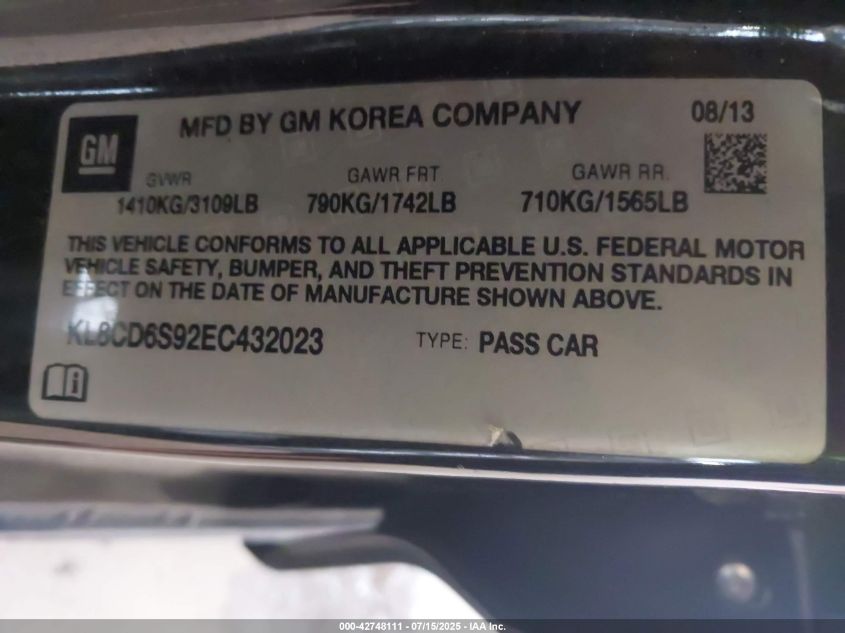 MFD BY GM KOREA COMPANY 08/13
GM
GVWR GAWR FRT. GAWR RR.
1410KG/3109LB 790KG/1742LB 710KG/1565LB
THIS VEHICLE CONFORMS TO ALL APPLICABLE U.S. FEDERAL MOTOR
VEHICLE SAFETY, BUMPER, AND THEFT PREVENTION STANDARDS IN
EFFECT ON THE DATE OF MANUFACTURE SHOWN ABOVE.
KL8CD6S92EC432023 TYPE: PASS CAR
i
000-42748111 - 07/15/2025 - IAA Inc.